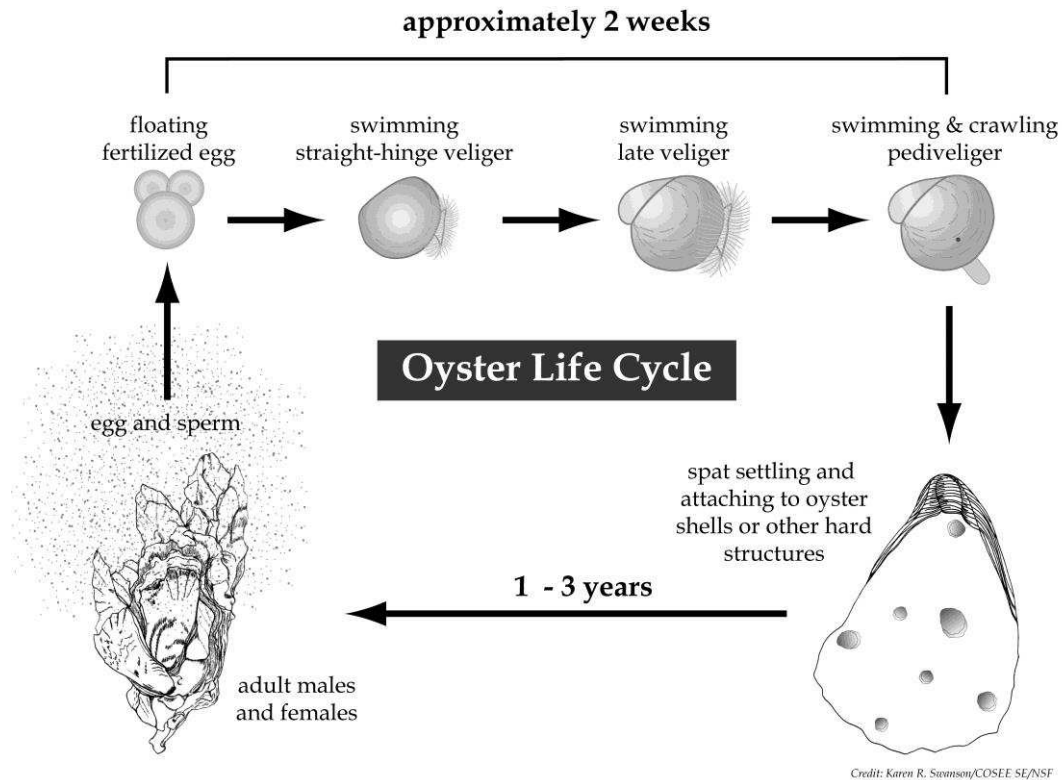 approximately 2 weeks
floating
fertilized egg
swimming
straight-hinge veliger
swimming
late veliger
swimming & crawling
pediveliger
Oyster Life Cycle
egg and sperm
spat settling and
attaching to oyster
shells or other hard
structures
1 - 3 years
adult males
and females
Credit: Karen R. Swanson/COSEE SE/NSF